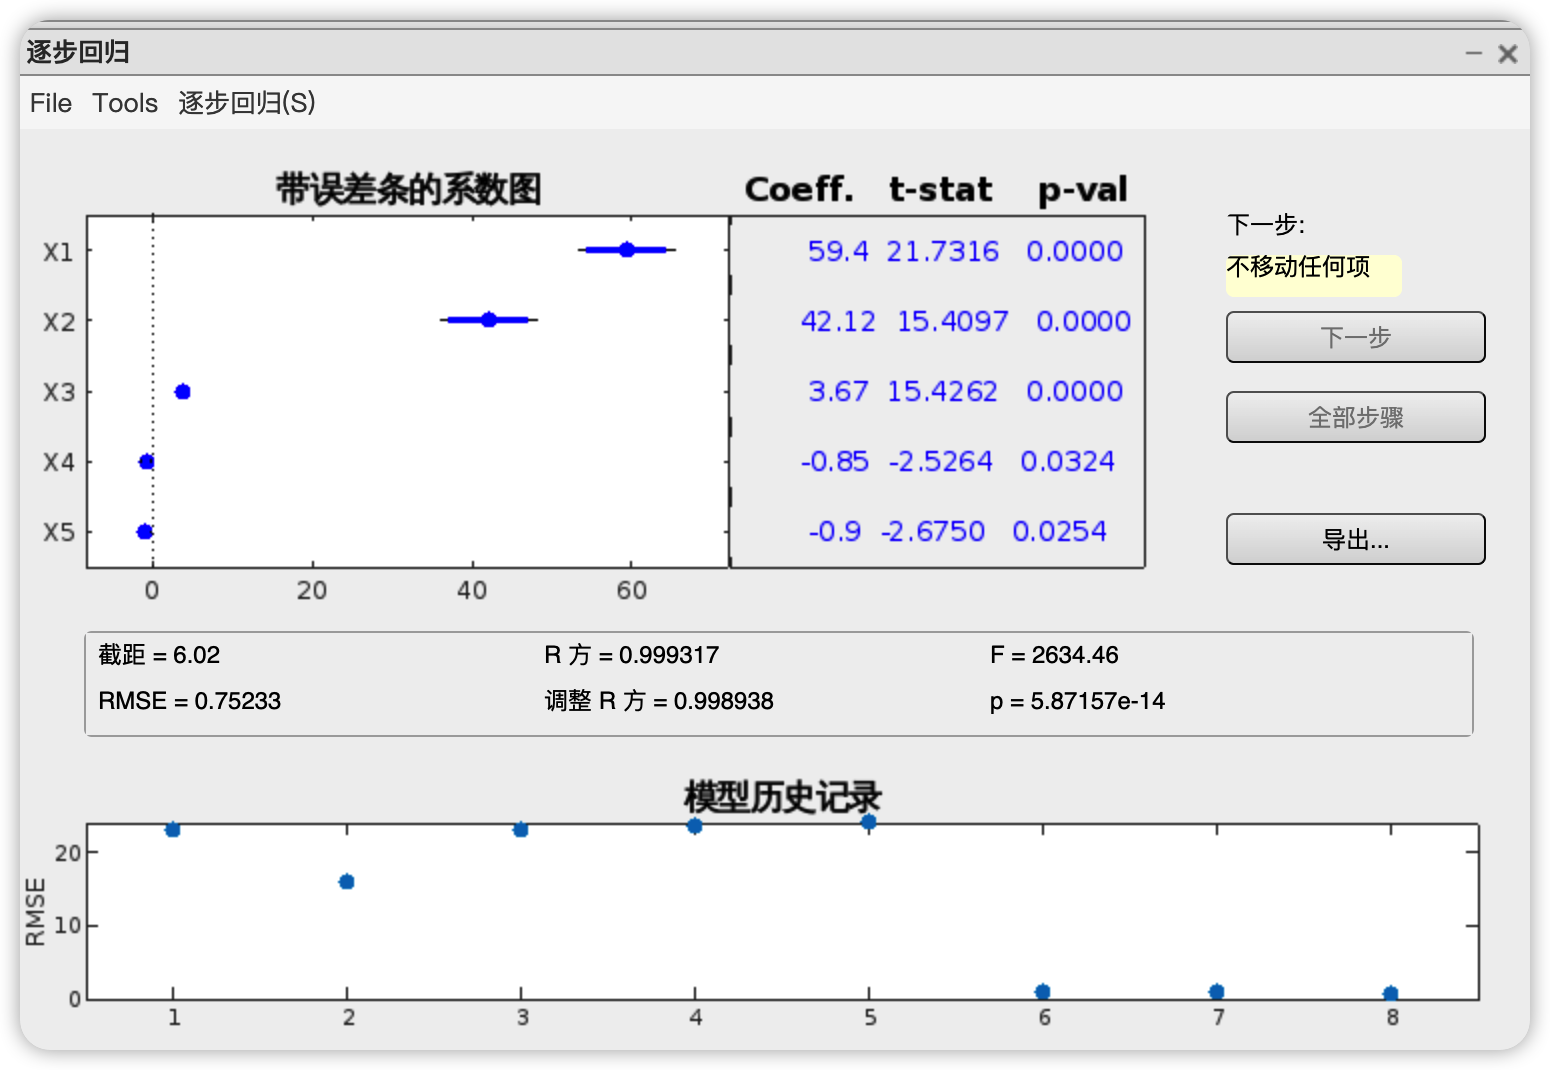 逐步回归
File Tools 逐步回归(S)
带误差条的系数图
Coeff. t-stat p-val
X1 59.4 21.7316 0.0000
X2 42.12 15.4097 0.0000
X3 3.67 15.4262 0.0000
X4 -0.85 -2.5264 0.0324
X5 -0.9 -2.6750 0.0254
0 20 40 60
下一步:
不移动任何项
下一步
全部步骤
导出...
截距 = 6.02 R 方 = 0.999317 F = 2634.46
RMSE = 0.75233 调整 R 方 = 0.998938 p = 5.87157e-14
模型历史记录
RMSE
20
10
0
1 2 3 4 5 6 7 8